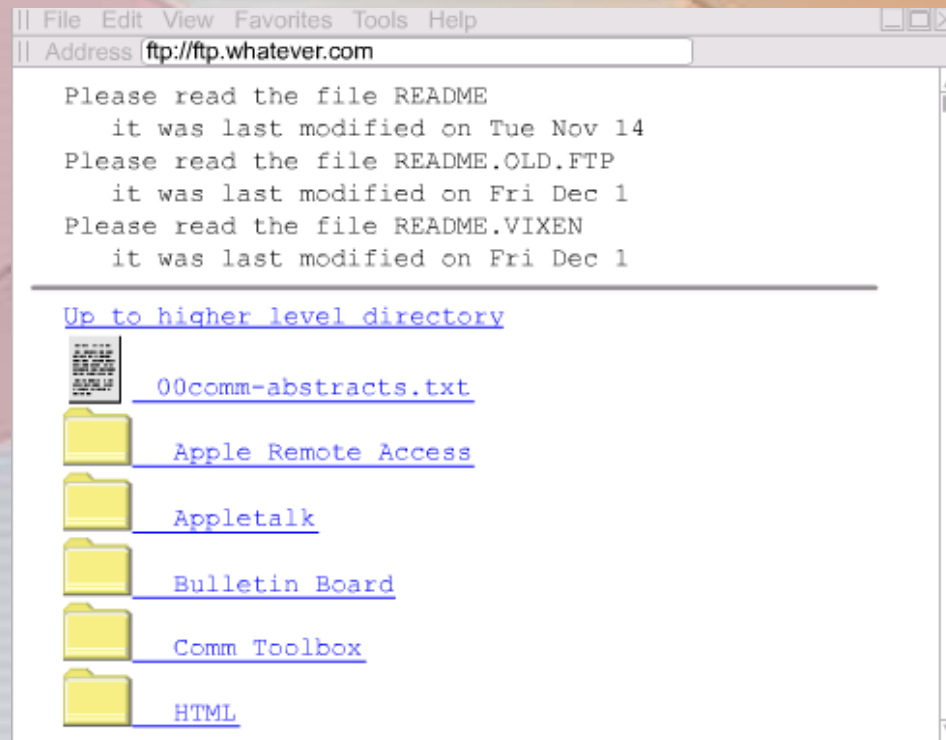 File Edit View Favorites Tools Help
Address ftp://ftp.whatever.com
Please read the file README
it was last modified on Tue Nov 14
Please read the file README.OLD.FTP
it was last modified on Fri Dec 1
Please read the file README.VIXEN
it was last modified on Fri Dec 1
Up to higher level directory
00comm-abstracts.txt
Apple Remote Access
Appletalk
Bulletin Board
Comm Toolbox
HTML